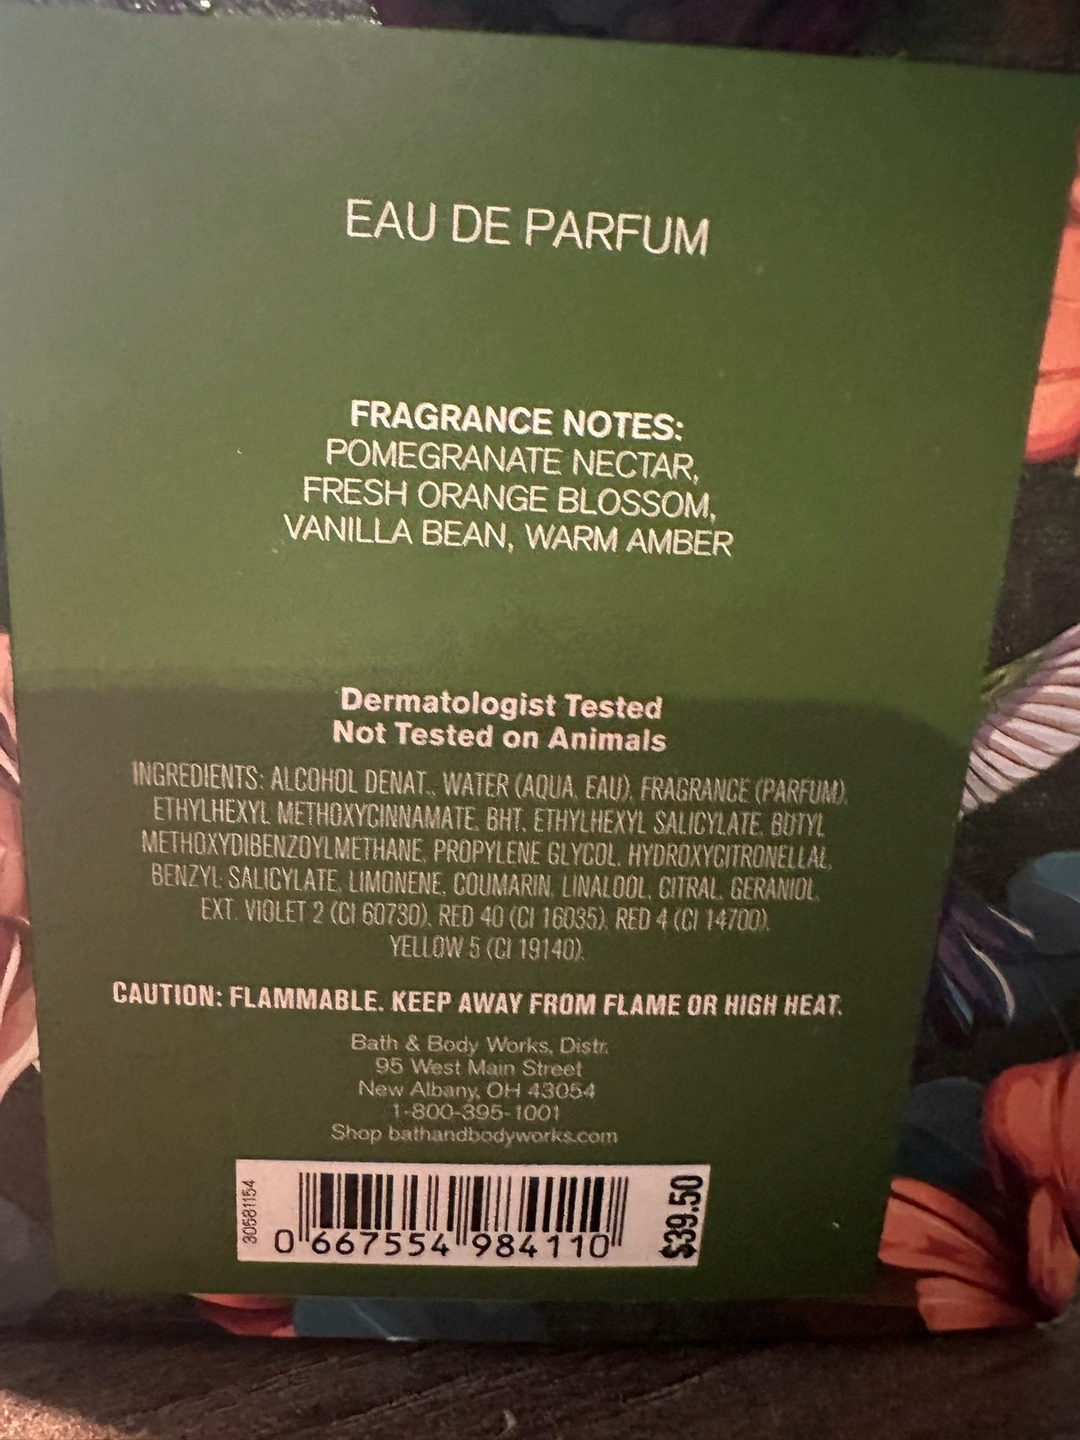 EAU DE PARFUM
FRAGRANCE NOTES:
POMEGRANATE NECTAR,
FRESH ORANGE BLOSSOM,
VANILLA BEAN, WARM AMBER
Dermatologist Tested
Not Tested on Animals
INGREDIENTS: ALCOHOL DENAT., WATER (AQUA, EAU), FRAGRANCE (PARFUM),
ETHYLHEXYL METHOXYCINNAMATE, BHT, ETHYLHEXYL SALICYLATE, BUTYL
METHOXYDIBENZOYLMETHANE, PROPYLENE GLYCOL, HYDROXYCITRONELLAL,
BENZYL SALICYLATE, LIMONENE, COUMARIN, LINALOOL, CITRAL, GERANIOL,
EXT. VIOLET 2 (CI 60730), RED 40 (CI 16035), RED 4 (CI 14700),
YELLOW 5 (CI 19140).
CAUTION: FLAMMABLE. KEEP AWAY FROM FLAME OR HIGH HEAT.
Bath & Body Works, Distr.
95 West Main Street
New Albany, OH 43054
1-800-395-1001
Shop bathandbodyworks.com
30581154
0 667554 984110
$39.50